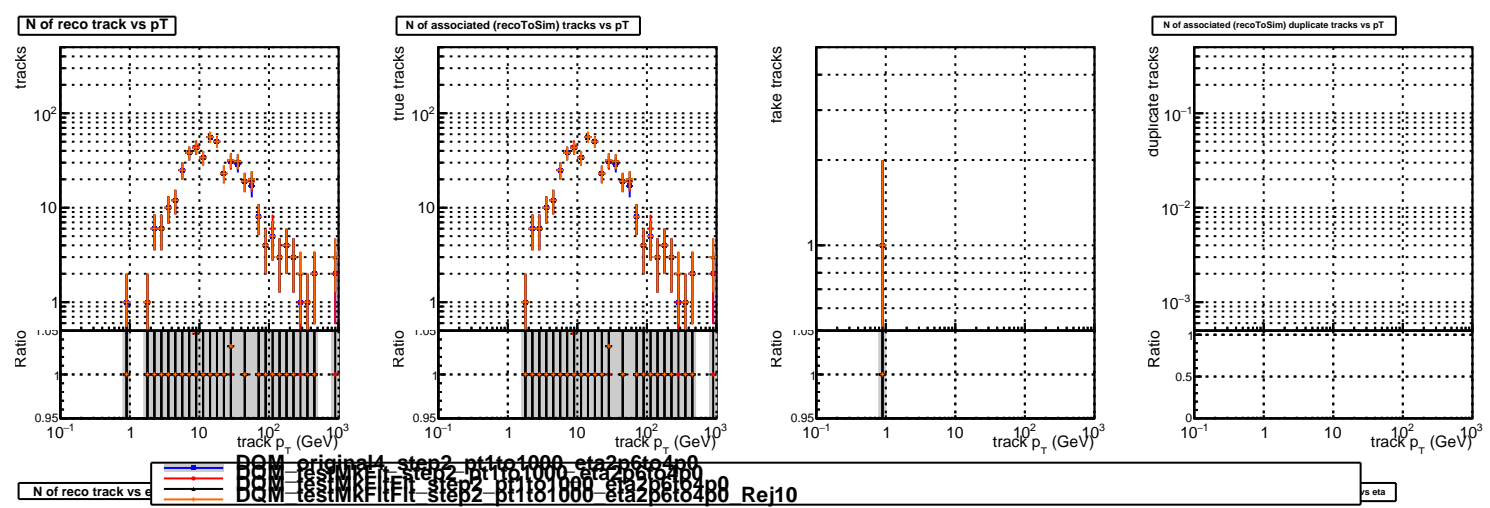 N of reco track vs pT
N of associated (recoToSim) tracks vs pT
N of associated (recoToSim) duplicate tracks vs pT
tracks
10²
10
1
Ratio
1.05
1
0.95
10⁻¹ 1 10 10² 10³
track p_T (GeV)
true tracks
10²
10
1
Ratio
1.05
1
0.95
10⁻¹ 1 10 10² 10³
track p_T (GeV)
fake tracks
1
Ratio
1.05
1
0.95
10⁻¹ 1 10 10² 10³
track p_T (GeV)
duplicate tracks
10⁻¹
10⁻²
10⁻³
Ratio
1
0.5
0
10⁻¹ 1 10 10² 10³
track p_T (GeV)
DQM_original4_step2_pt1to1000_eta2p6to4p0
DQM_testMkFit_step2_pt1to1000_eta2p6to4p0
DQM_testMkFitFit_step2_pt1to1000_eta2p6to4p0
DQM_testMkFitFit_step2_pt1to1000_eta2p6to4p0_Rej10
N of reco track vs e
vs eta